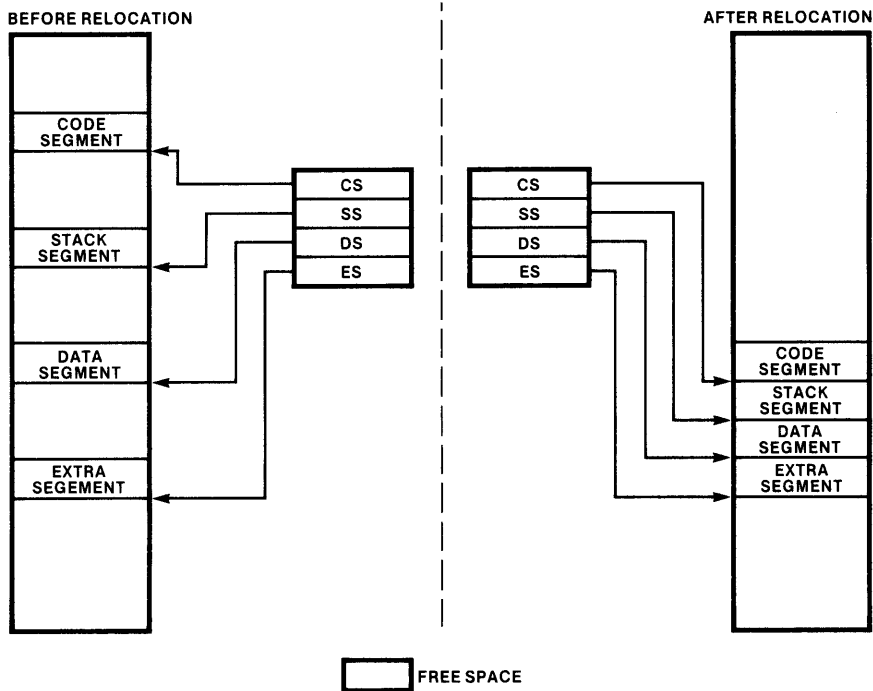 BEFORE RELOCATION
CODE
SEGMENT
STACK
SEGMENT
DATA
SEGMENT
EXTRA
SEGEMENT
CS
SS
DS
ES
AFTER RELOCATION
CS
SS
DS
ES
CODE
SEGMENT
STACK
SEGMENT
DATA
SEGMENT
EXTRA
SEGMENT
FREE SPACE